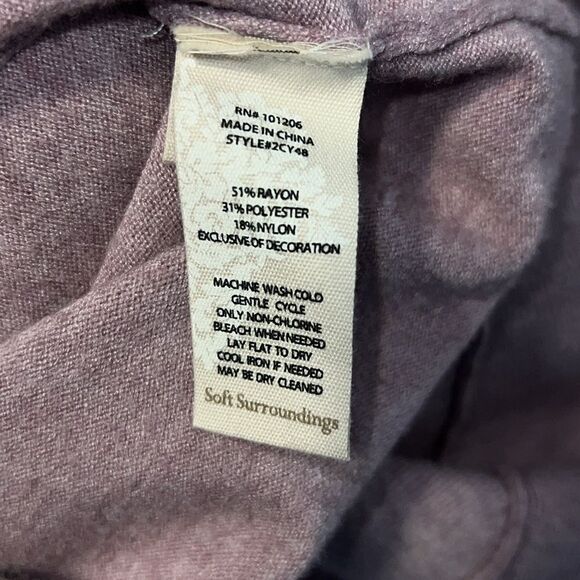 RN# 101206
MADE IN CHINA
STYLE#2CY48
51% RAYON
31% POLYESTER
18% NYLON
EXCLUSIVE OF DECORATION
MACHINE WASH COLD
GENTLE CYCLE
ONLY NON-CHLORINE
BLEACH WHEN NEEDED
LAY FLAT TO DRY
COOL IRON IF NEEDED
MAY BE DRY CLEANED
Soft Surroundings